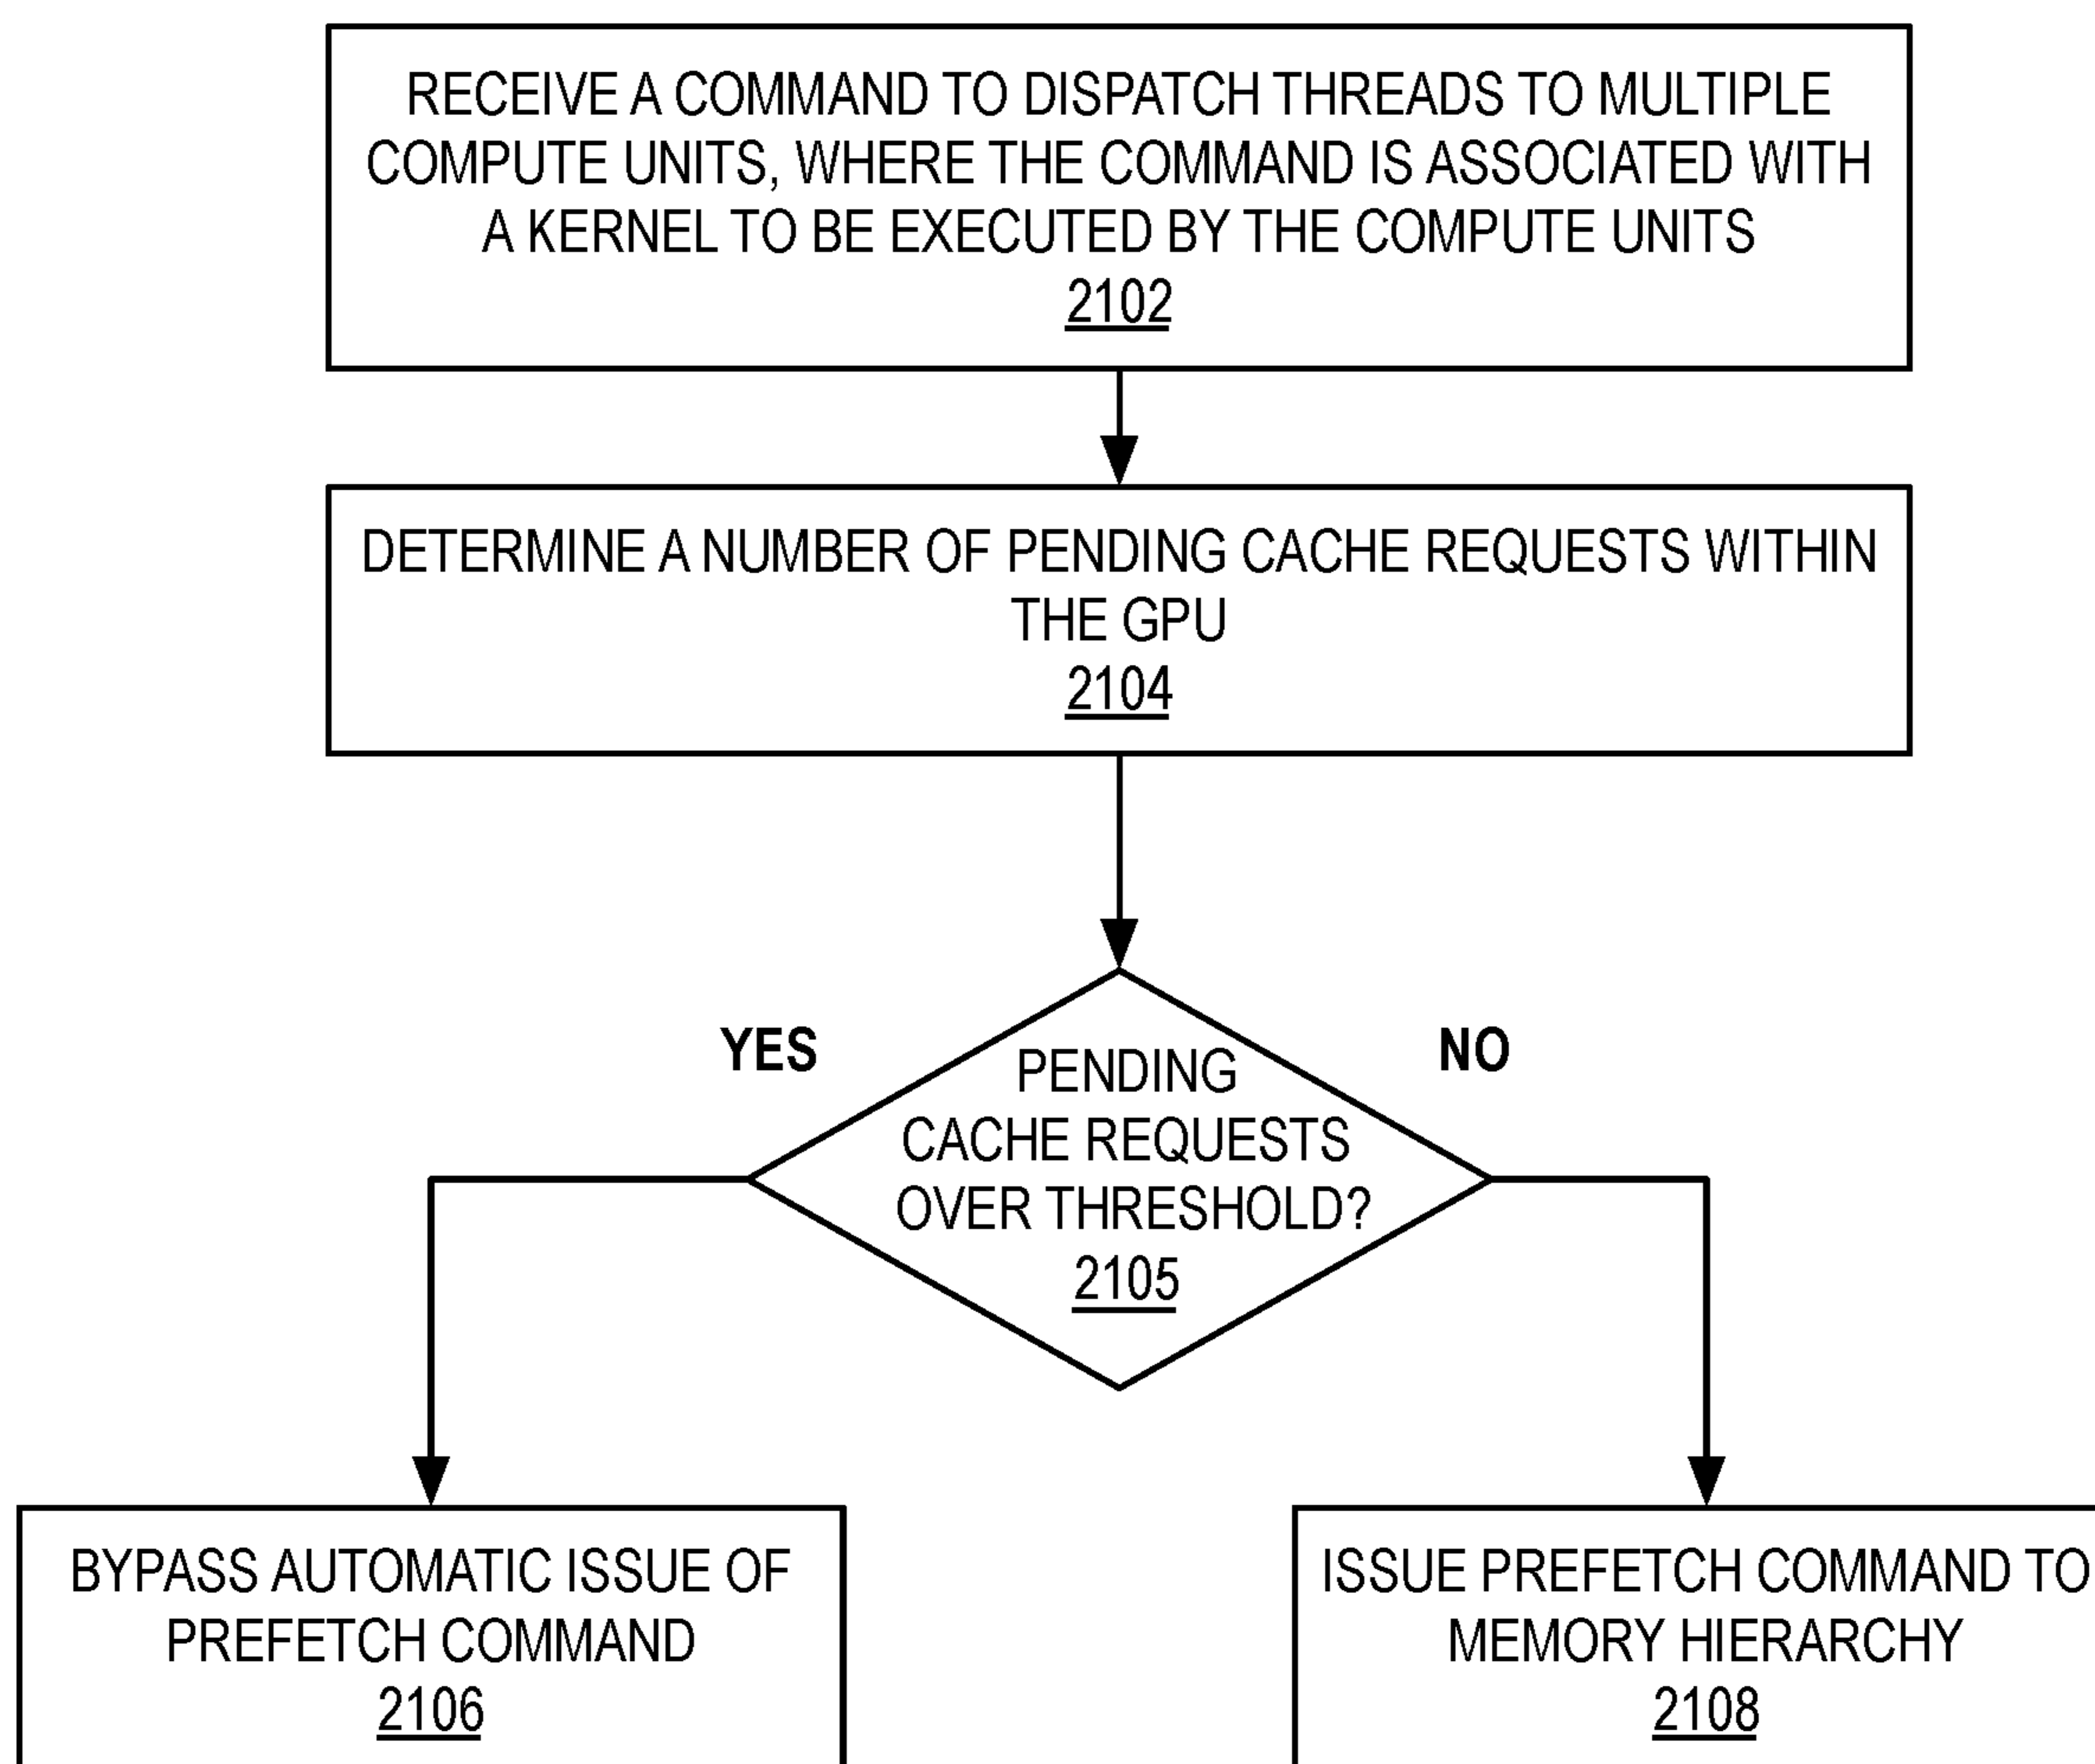 RECEIVE A COMMAND TO DISPATCH THREADS TO MULTIPLE
COMPUTE UNITS, WHERE THE COMMAND IS ASSOCIATED WITH
A KERNEL TO BE EXECUTED BY THE COMPUTE UNITS
2102
DETERMINE A NUMBER OF PENDING CACHE REQUESTS WITHIN
THE GPU
2104
YES
NO
PENDING
CACHE REQUESTS
OVER THRESHOLD?
2105
BYPASS AUTOMATIC ISSUE OF
PREFETCH COMMAND
2106
ISSUE PREFETCH COMMAND TO
MEMORY HIERARCHY
2108